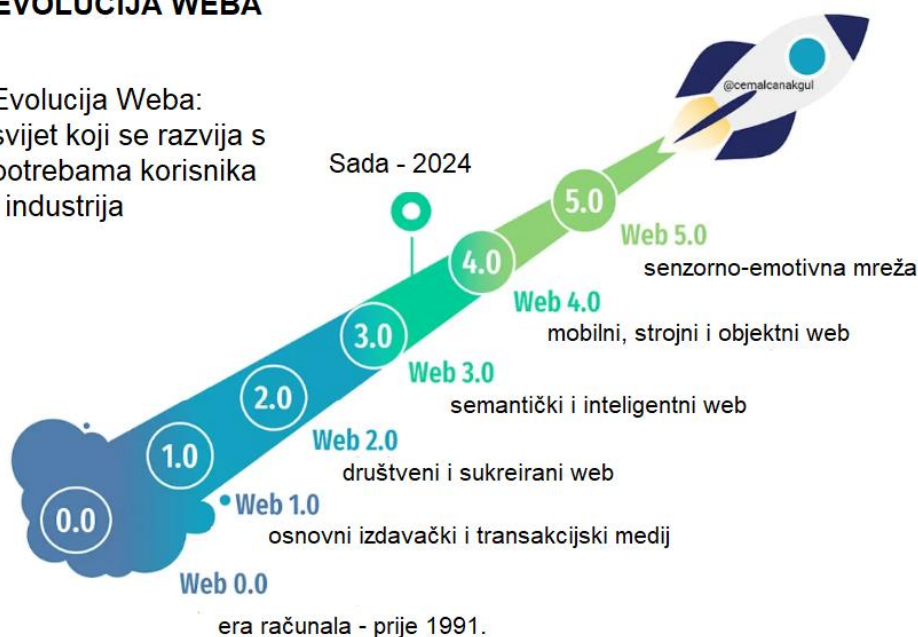 EVOLUCIJA WEBA
Evolucija Weba:
svijet koji se razvija s
potrebama korisnika
i industrija
Sada - 2024
@cemalcanakgul
5.0
Web 5.0
senzorno-emotivna mreža
4.0
Web 4.0
mobilni, strojni i objektni web
3.0
Web 3.0
semantički i inteligentni web
2.0
Web 2.0
društveni i sukreirani web
1.0
Web 1.0
osnovni izdavački i transakcijski medij
0.0
Web 0.0
era računala - prije 1991.